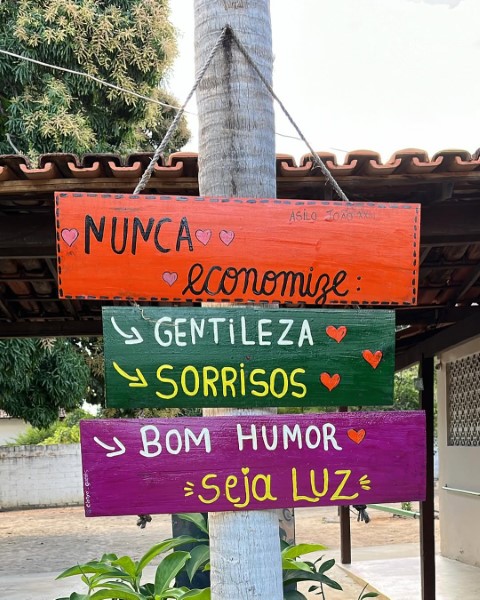 NUNCA
economize:
GENTILEZA
SORRISOS
BOM HUMOR
seja LUZ